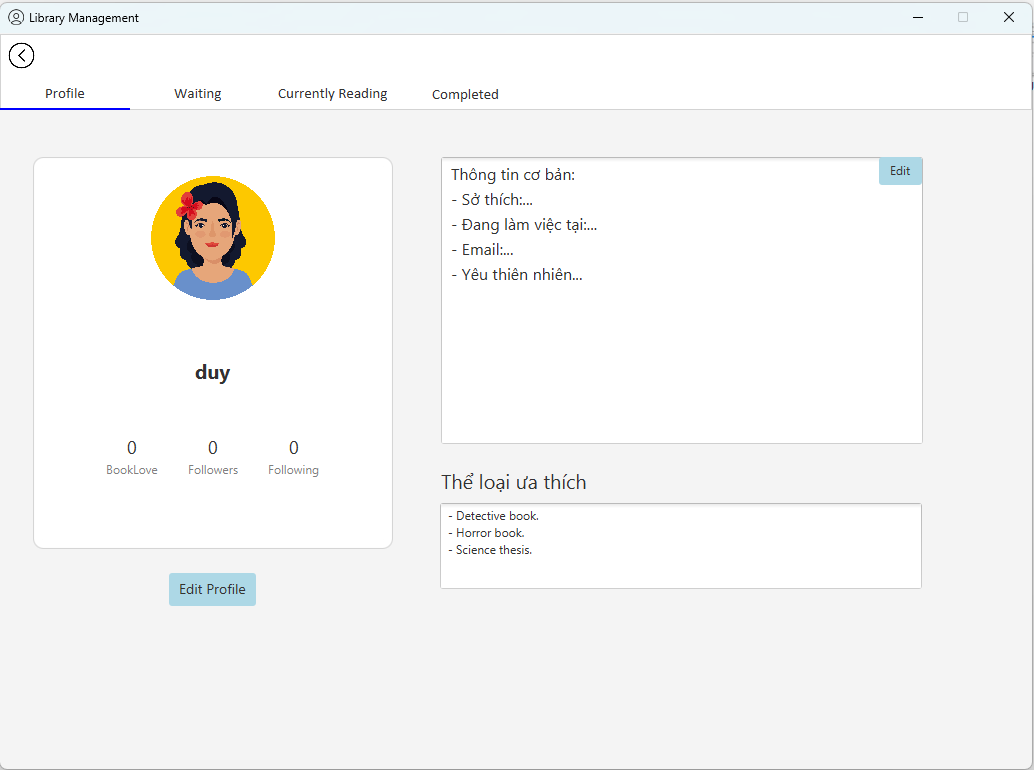 Library Management
Profile
Waiting
Currently Reading
Completed
duy
0
BookLove
0
Followers
0
Following
Edit Profile
Thông tin cơ bản:
- Sở thích:...
- Đang làm việc tại:...
- Email:...
- Yêu thiên nhiên...
Edit
Thể loại ưa thích
- Detective book.
- Horror book.
- Science thesis.